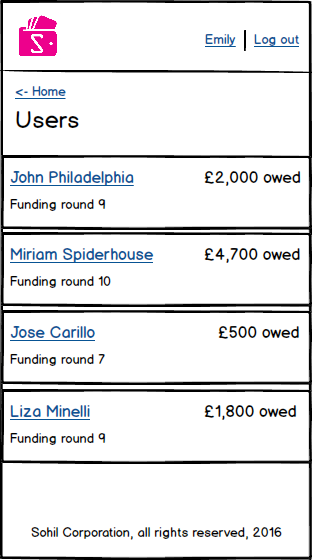 S
Emily | Log out
<- Home
Users
John Philadelphia £2,000 owed
Funding round 9
Miriam Spiderhouse £4,700 owed
Funding round 10
Jose Carillo £500 owed
Funding round 7
Liza Minelli £1,800 owed
Funding round 9
Sohil Corporation, all rights reserved, 2016